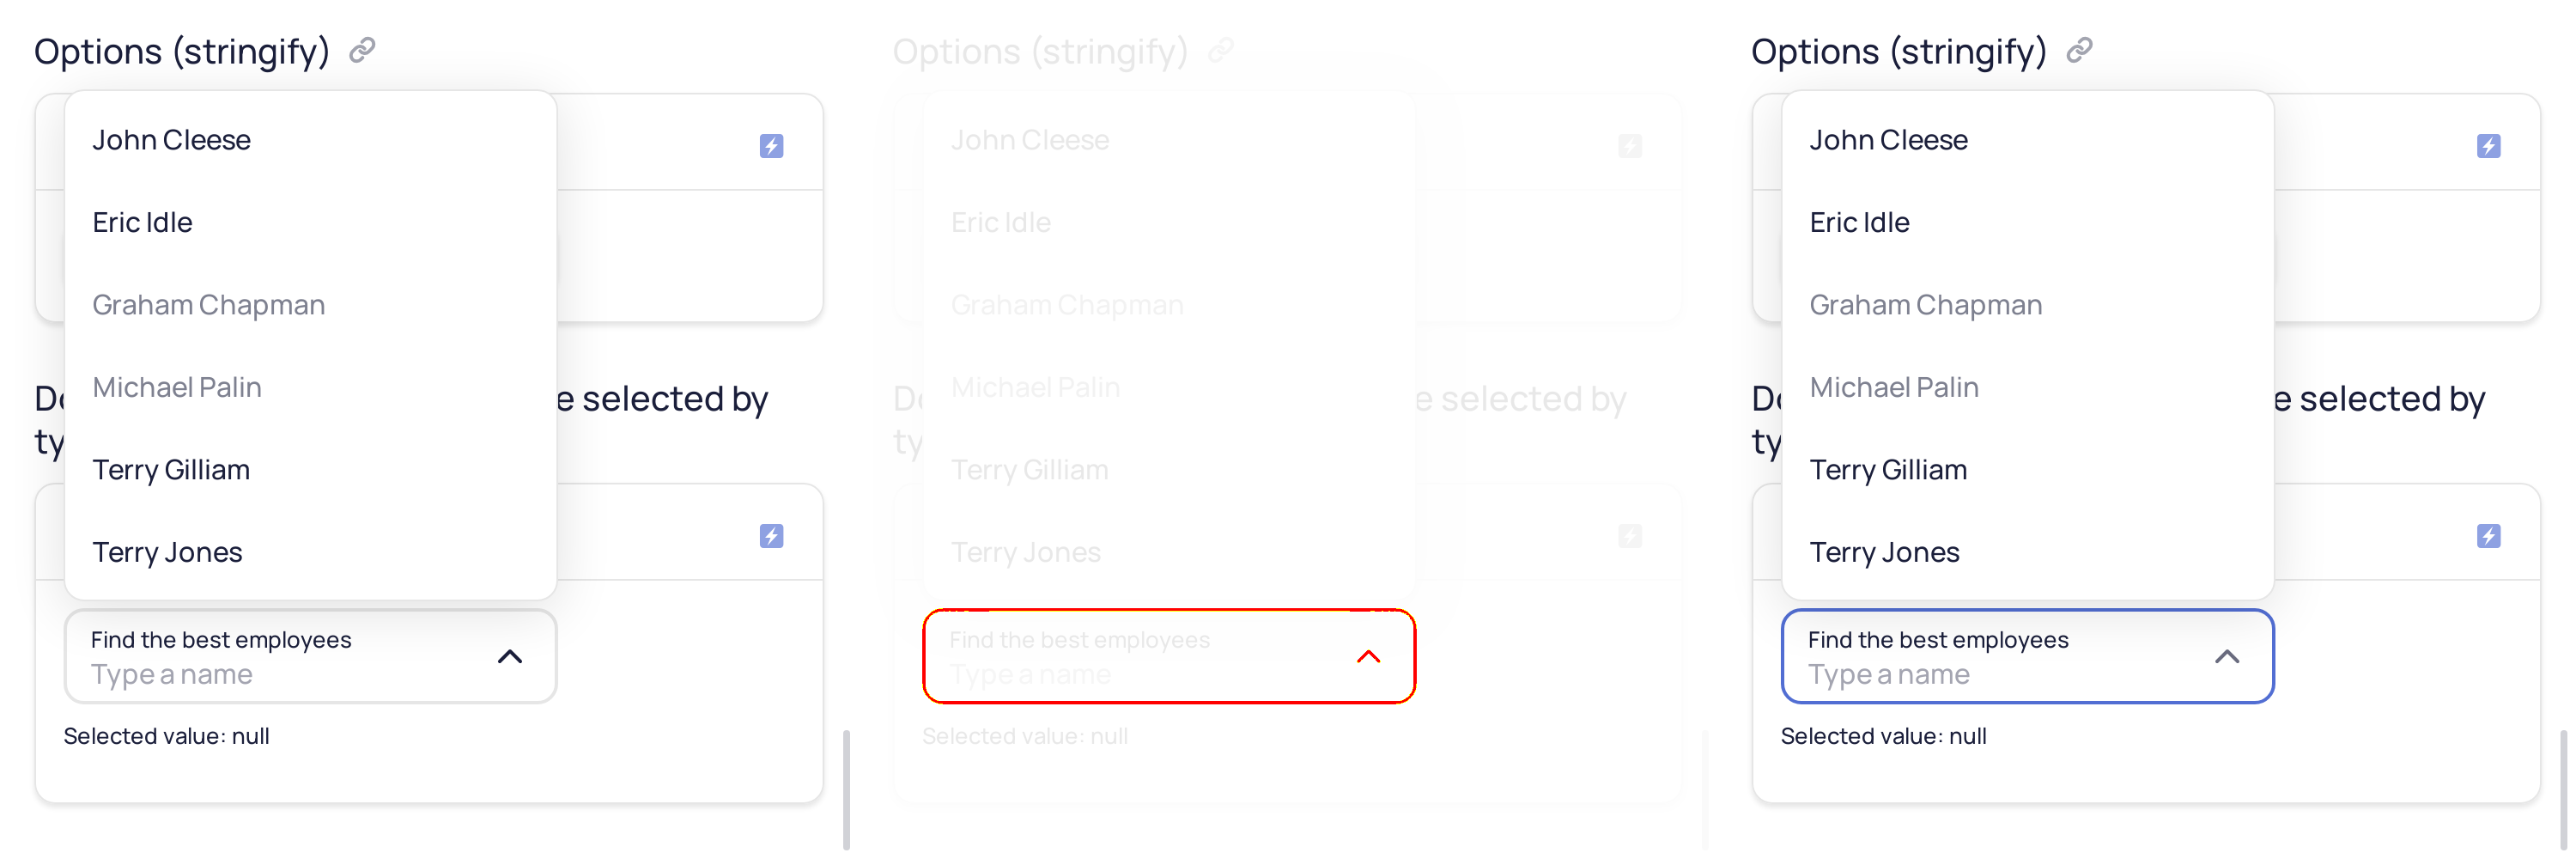 Options (stringify)
John Cleese
Eric Idle
Graham Chapman
Michael Palin
Do
e selected by
ty
Terry Gilliam
Terry Jones
Find the best employees
Type a name
Selected value: null
Options (stringify)
John Cleese
Eric Idle
Graham Chapman
Michael Palin
De
e selected by
ty
Terry Gilliam
Terry Jones
Find the best employees
Type a name
Selected value: null
Options (stringify)
John Cleese
Eric Idle
Graham Chapman
Michael Palin
Do
e selected by
ty
Terry Gilliam
Terry Jones
Find the best employees
Type a name
Selected value: null